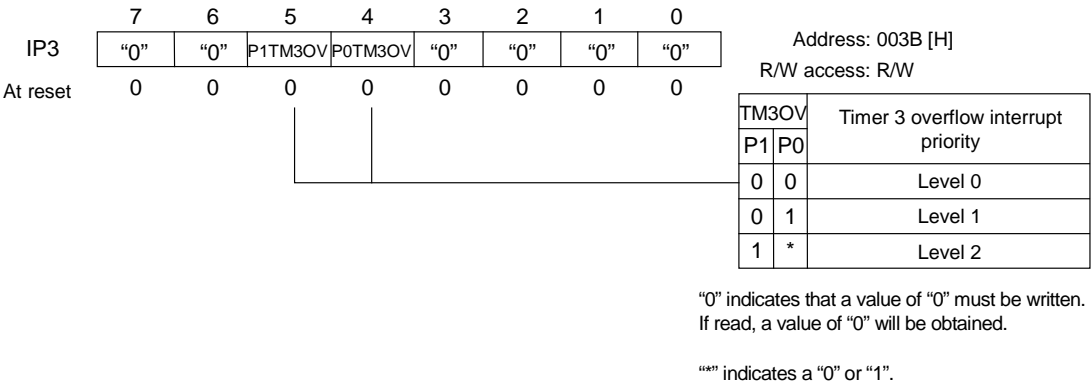 7 6 5 4 3 2 1 0
IP3 “0” “0” P1TM3OV P0TM3OV “0” “0” “0” “0”
At reset 0 0 0 0 0 0 0 0
Address: 003B [H]
R/W access: R/W
TM3OV Timer 3 overflow interrupt
P1 P0 priority
0 0 Level 0
0 1 Level 1
1 * Level 2
“0” indicates that a value of “0” must be written.
If read, a value of “0” will be obtained.
“*” indicates a “0” or “1”.